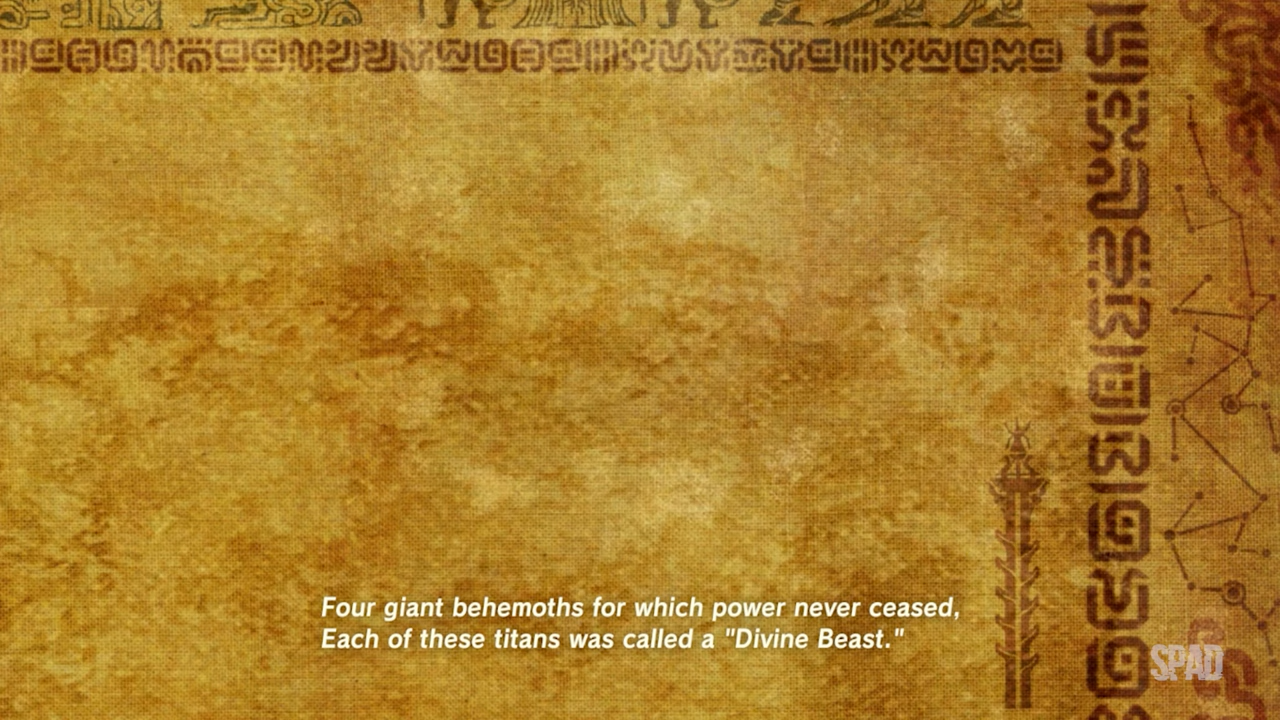 Four giant behemoths for which power never ceased,
Each of these titans was called a "Divine Beast."
SPAD